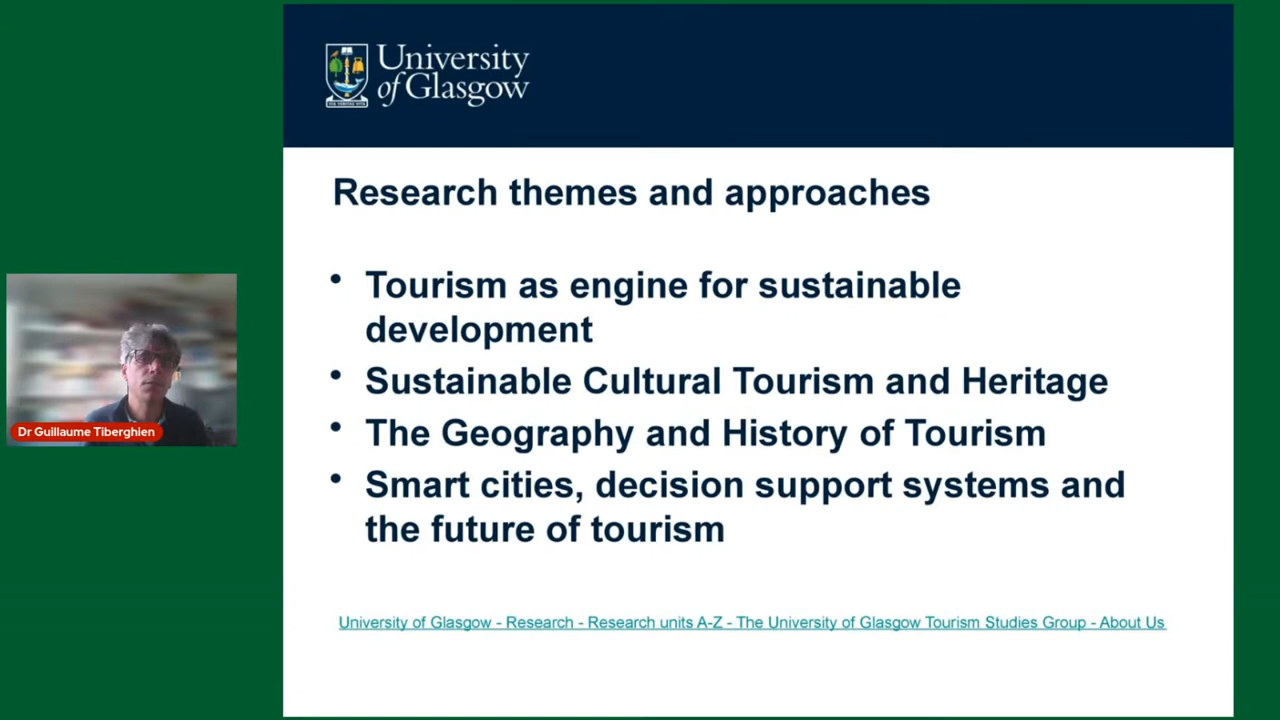 University
of Glasgow
Research themes and approaches
• Tourism as engine for sustainable
development
• Sustainable Cultural Tourism and Heritage
• The Geography and History of Tourism
• Smart cities, decision support systems and
the future of tourism
University of Glasgow - Research - Research units A-Z - The University of Glasgow Tourism Studies Group - About Us
Dr Guillaume Tiberghien